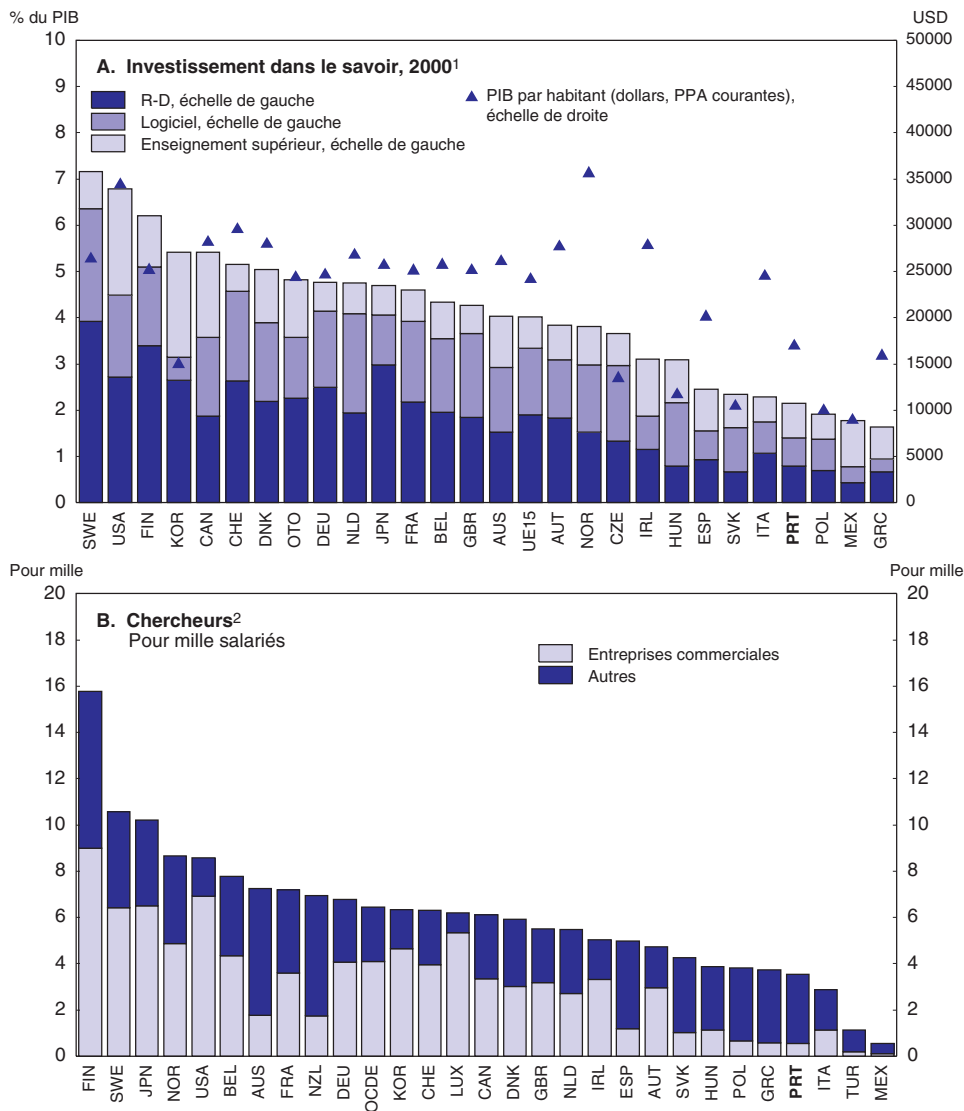 % du PIB
USD
10
50000
A. Investissement dans le savoir, 2000¹
9
45000
R-D, échelle de gauche
PIB par habitant (dollars, PPA courantes),
échelle de droite
8
Logiciel, échelle de gauche
40000
Enseignement supérieur, échelle de gauche
7
35000
6
30000
5
25000
4
20000
3
15000
2
10000
1
5000
0
0
SWE USA FIN KOR CAN CHE DNK OTO DEU NLD JPN FRA BEL GBR AUS UE15 AUT NOR CZE IRL HUN ESP SVK ITA PRT POL MEX GRC
Pour mille
Pour mille
20
20
B. Chercheurs²
Pour mille salariés
18
18
Entreprises commerciales
Autres
16
16
14
14
12
12
10
10
8
8
6
6
4
4
2
2
0
0
FIN SWE JPN NOR USA BEL AUS FRA NZL DEU OCDE KOR CHE LUX CAN DNK GBR NLD IRL ESP AUT SVK HUN POL GRC PRT ITA TUR MEX